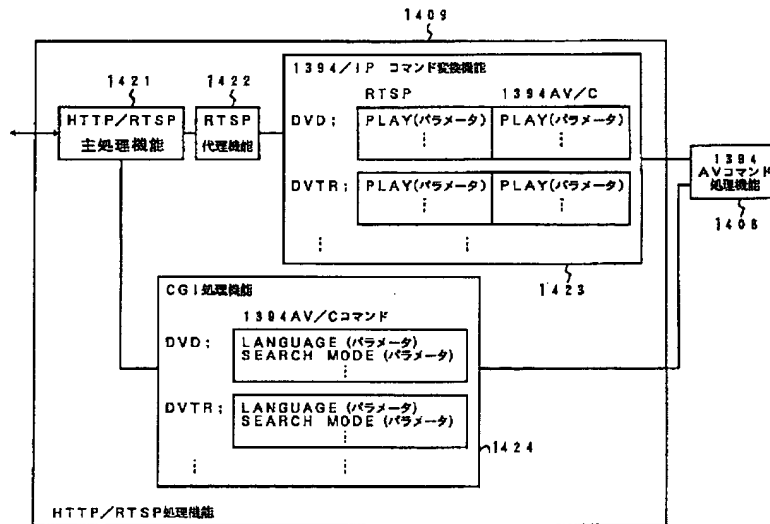 1409
1421
1422
HTTP/RTSP
主処理機能
RTSP
代理機能
1394/IP コマンド変換機能
RTSP 1394AV/C
DVD; PLAY(パラメータ) PLAY(パラメータ)
⋮ ⋮
DVTR; PLAY(パラメータ) PLAY(パラメータ)
⋮ ⋮
⋮ ⋮
1423
1394
AVコマンド
処理機能
1408
CGI処理機能
1394AV/Cコマンド
DVD; LANGUAGE(パラメータ)
SEARCH MODE(パラメータ)
⋮
DVTR; LANGUAGE(パラメータ)
SEARCH MODE(パラメータ)
⋮
⋮ ⋮
1424
HTTP/RTSP処理機能